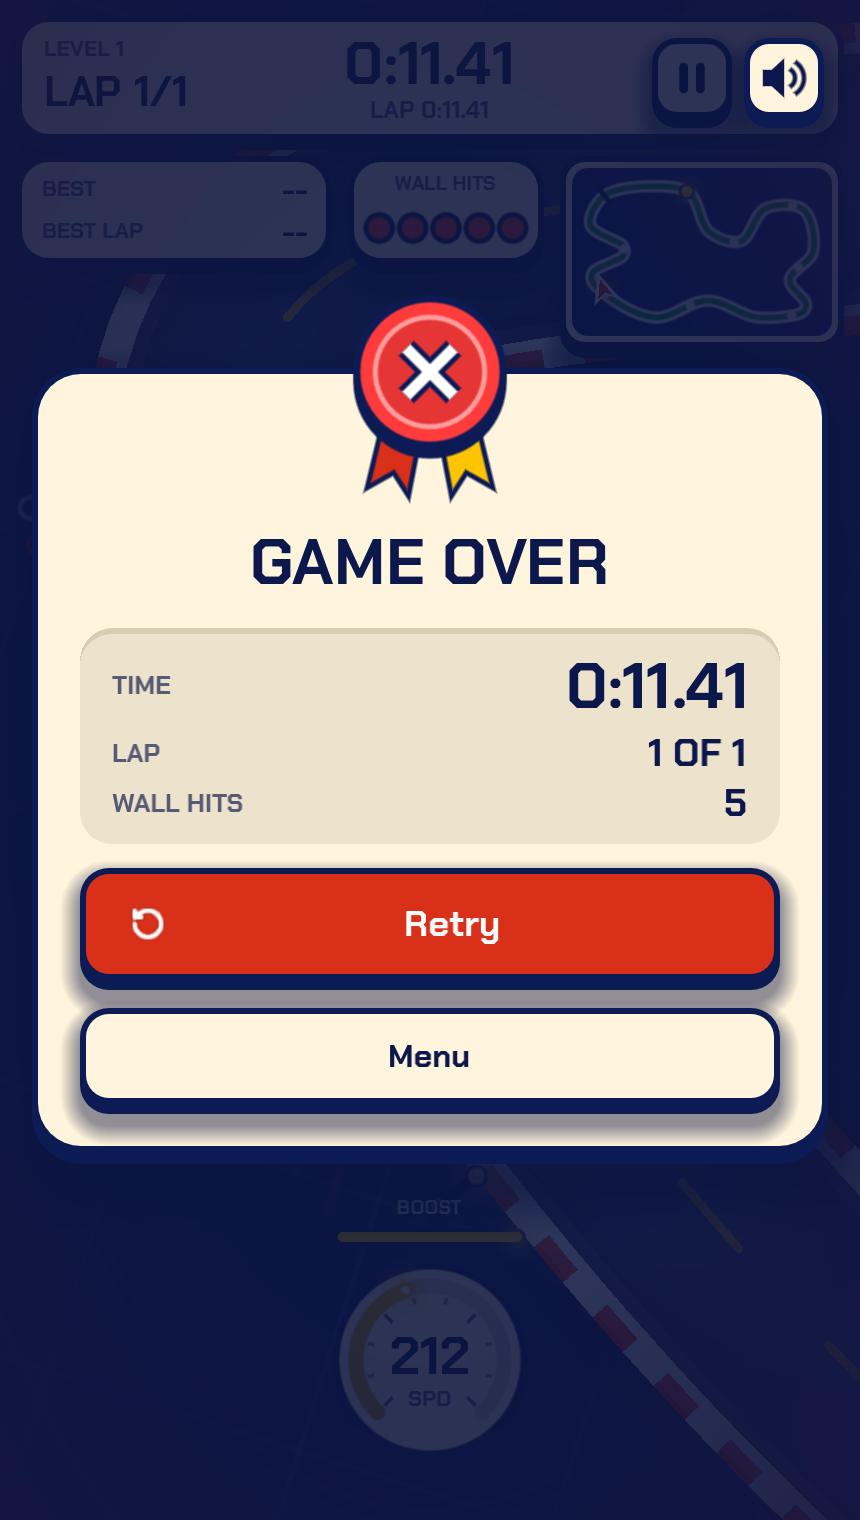 LEVEL 1
LAP 1/1
0:11.41
LAP 0:11.41
BEST --
BEST LAP --
WALL HITS
GAME OVER
TIME 0:11.41
LAP 1 OF 1
WALL HITS 5
Retry
Menu
BOOST
212
SPD